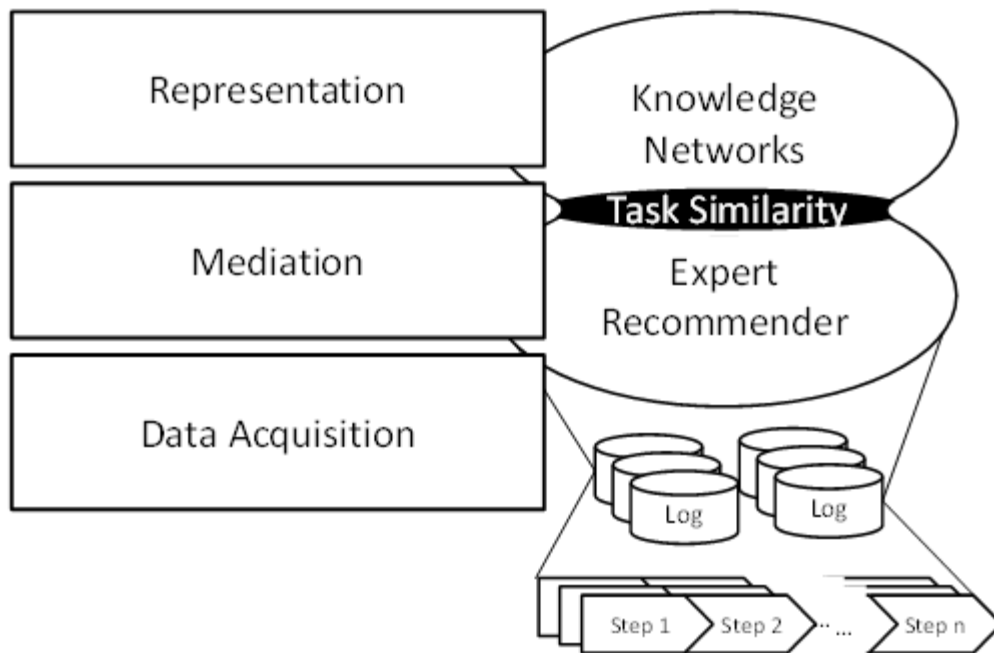 Representation
Knowledge
Networks
Task Similarity
Mediation
Expert
Recommender
Data Acquisition
Log
Log
Step 1
Step 2
.. ...
Step n